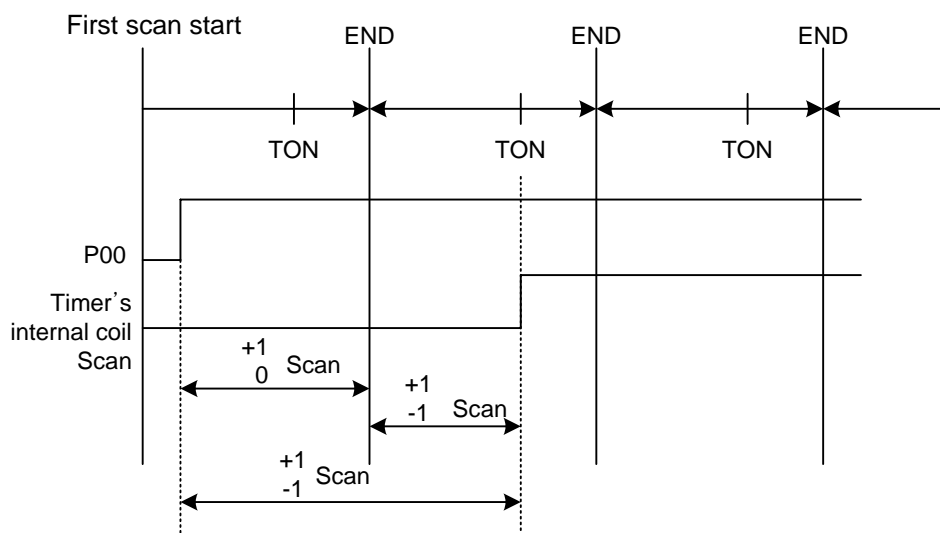 First scan start
END
END
END
TON
TON
TON
P00
Timer's
internal coil
Scan
+1
0 Scan
+1
-1 Scan
+1
-1 Scan